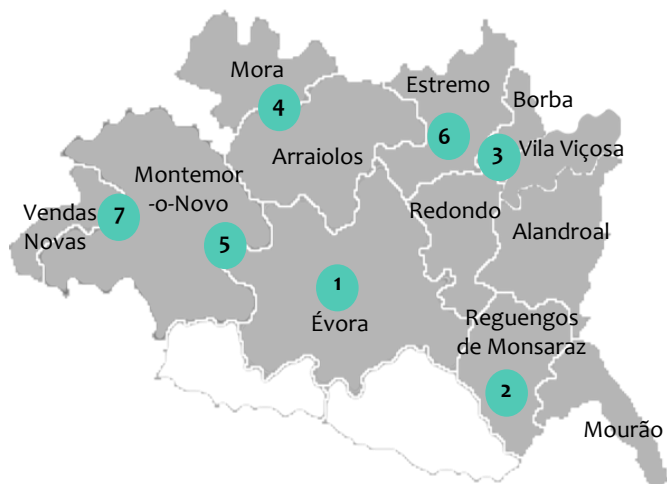 Mora
4
Estremo
6
Borba
3
Vila Viçosa
Arraiolos
Montemor
-o-Novo
Vendas
Novas
7
5
Redondo
Alandroal
1
Évora
Reguengos
de Monsaraz
2
Mourão